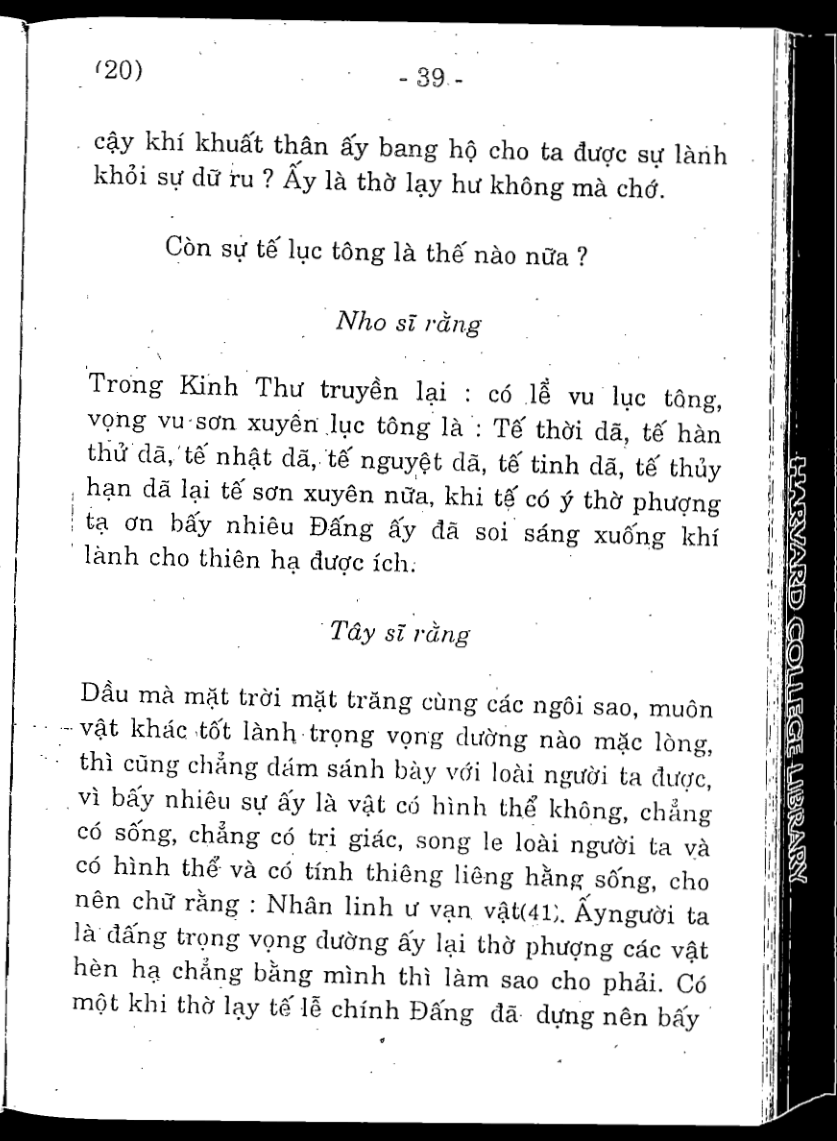 (20)
- 39 -
cậy khí khuất thân ấy bang hộ cho ta được sự lành
khỏi sự dữ ru ? Ấy là thờ lạy hư không mà chớ.
Còn sự tế lục tông là thế nào nữa ?
Nho sĩ rằng
Trong Kinh Thư truyền lại : có lễ vu lục tông,
vọng vu sơn xuyên lục tông là : Tế thời dã, tế hàn
thử dã, tế nhật dã, tế nguyệt dã, tế tinh dã, tế thủy
hạn dã lại tế sơn xuyên nữa, khi tế có ý thờ phượng
tạ ơn bấy nhiêu Đấng ấy đã soi sáng xuống khí
lành cho thiên hạ được ích.
Tây sĩ rằng
Dầu mà mặt trời mặt trăng cùng các ngôi sao, muôn
vật khác tốt lành trọng vọng dường nào mặc lòng,
thì cũng chẳng dám sánh bày với loài người ta được,
vì bấy nhiêu sự ấy là vật có hình thể không, chẳng
có sống, chẳng có tri giác, song le loài người ta và
có hình thể và có tính thiêng liêng hằng sống, cho
nên chữ rằng : Nhân linh ư vạn vật(41). Ấyngười ta
là đấng trọng vọng dường ấy lại thờ phượng các vật
hèn hạ chẳng bằng mình thì làm sao cho phải. Có
một khi thờ lạy tế lễ chính Đấng đã dựng nên bấy
HARVARD COLLEGE LIBRARY